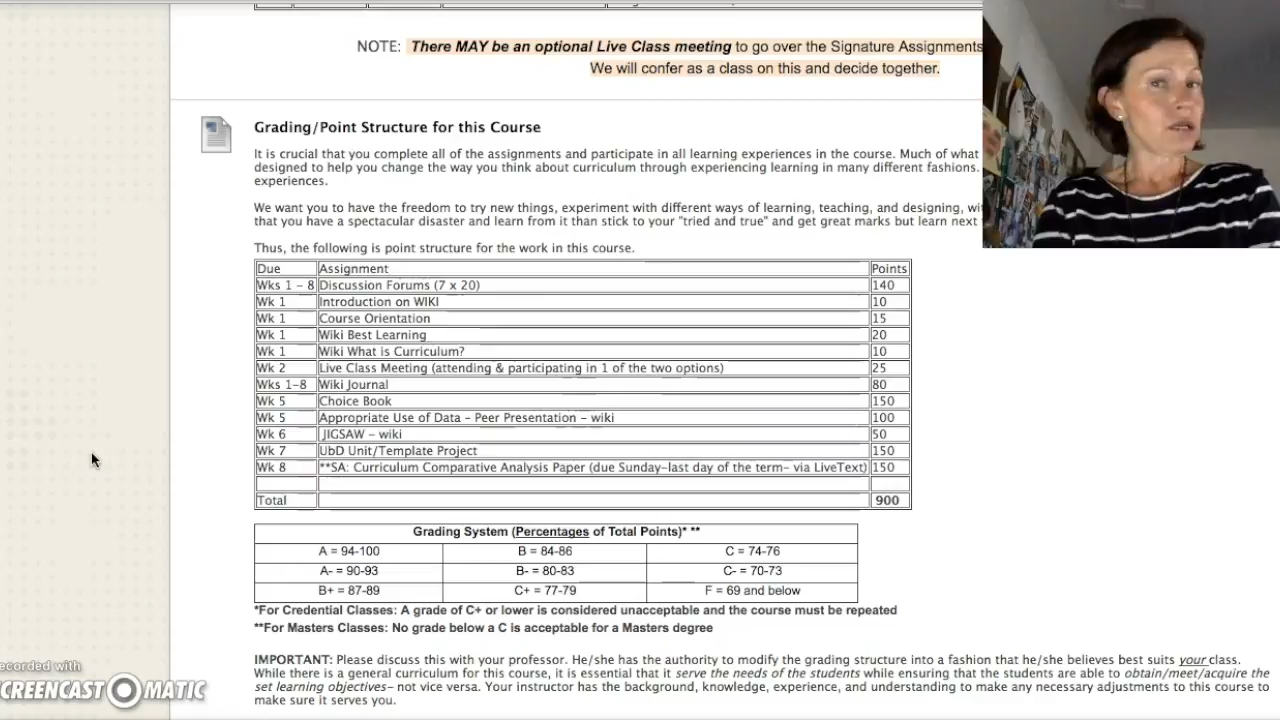 NOTE: There MAY be an optional Live Class meeting to go over the Signature Assignments
We will confer as a class on this and decide together.
Grading/Point Structure for this Course
It is crucial that you complete all of the assignments and participate in all learning experiences in the course. Much of what
designed to help you change the way you think about curriculum through experiencing learning in many different fashions.
experiences.
We want you to have the freedom to try new things, experiment with different ways of learning, teaching, and designing,
that you have a spectacular disaster and learn from it than stick to your "tried and true" and get great marks but learn next
Thus, the following is point structure for the work in this course.
Due Assignment Points
Wks 1 – 8 Discussion Forums (7 x 20) 140
Wk 1 Introduction on WIKI 10
Wk 1 Course Orientation 15
Wk 1 Wiki Best Learning 20
Wk 1 Wiki What is Curriculum? 10
Wk 2 Live Class Meeting (attending & participating in 1 of the two options) 25
Wks 1–8 Wiki Journal 80
Wk 5 Choice Book 150
Wk 5 Appropriate Use of Data – Peer Presentation – wiki 100
Wk 6 JIGSAW – wiki 50
Wk 7 UbD Unit/Template Project 150
Wk 8 **SA: Curriculum Comparative Analysis Paper (due Sunday–last day of the term– via LiveText) 150
Total 900
Grading System (Percentages of Total Points)* **
A = 94-100 B = 84-86 C = 74-76
A- = 90-93 B- = 80-83 C- = 70-73
B+ = 87-89 C+ = 77-79 F = 69 and below
*For Credential Classes: A grade of C+ or lower is considered unacceptable and the course must be repeated
**For Masters Classes: No grade below a C is acceptable for a Masters degree
IMPORTANT: Please discuss this with your professor. He/she has the authority to modify the grading structure into a fashion that he/she believes best suits your class.
While there is a general curriculum for this course, it is essential that it serve the needs of the students while ensuring that the students are able to obtain/meet/acquire the
set learning objectives– not vice versa. Your instructor has the background, knowledge, experience, and understanding to make any necessary adjustments to this course to
make sure it serves you.
ecorded with
CREENCAST MATIC